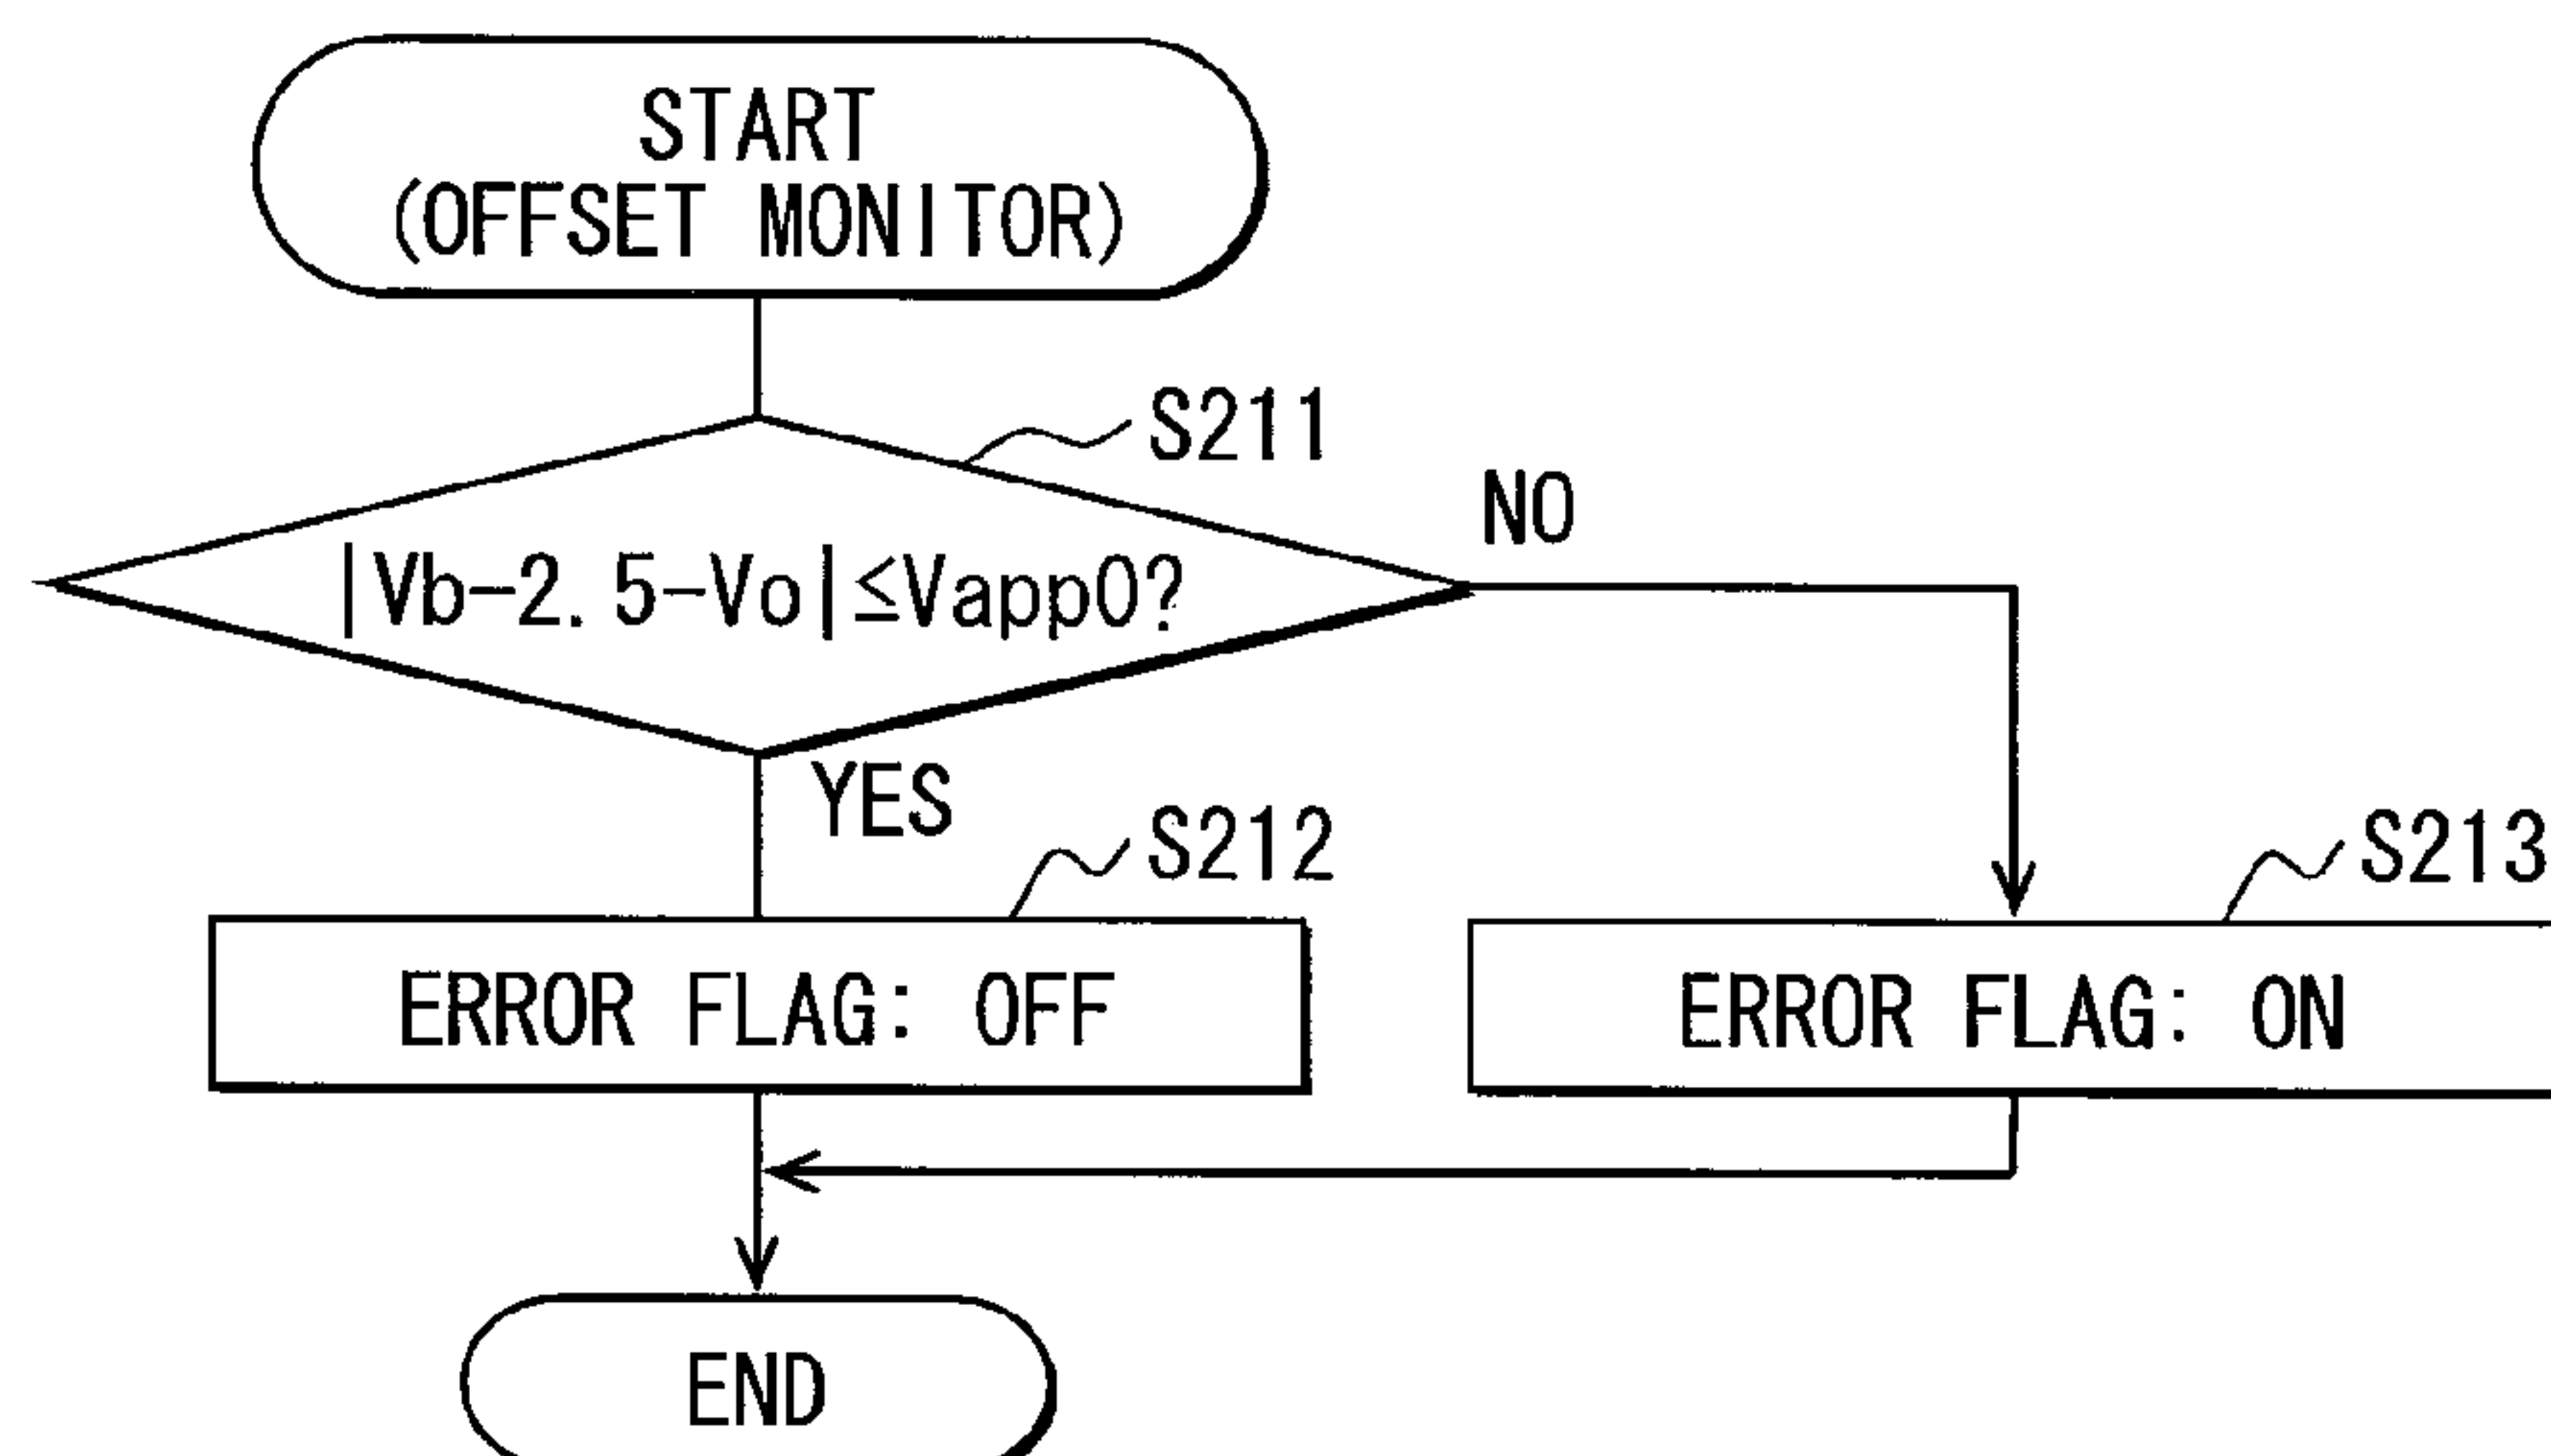 START
(OFFSET MONITOR)
S211
NO
|Vb-2.5-Vo|≦Vapp0?
YES
S212
S213
ERROR FLAG: OFF
ERROR FLAG: ON
END